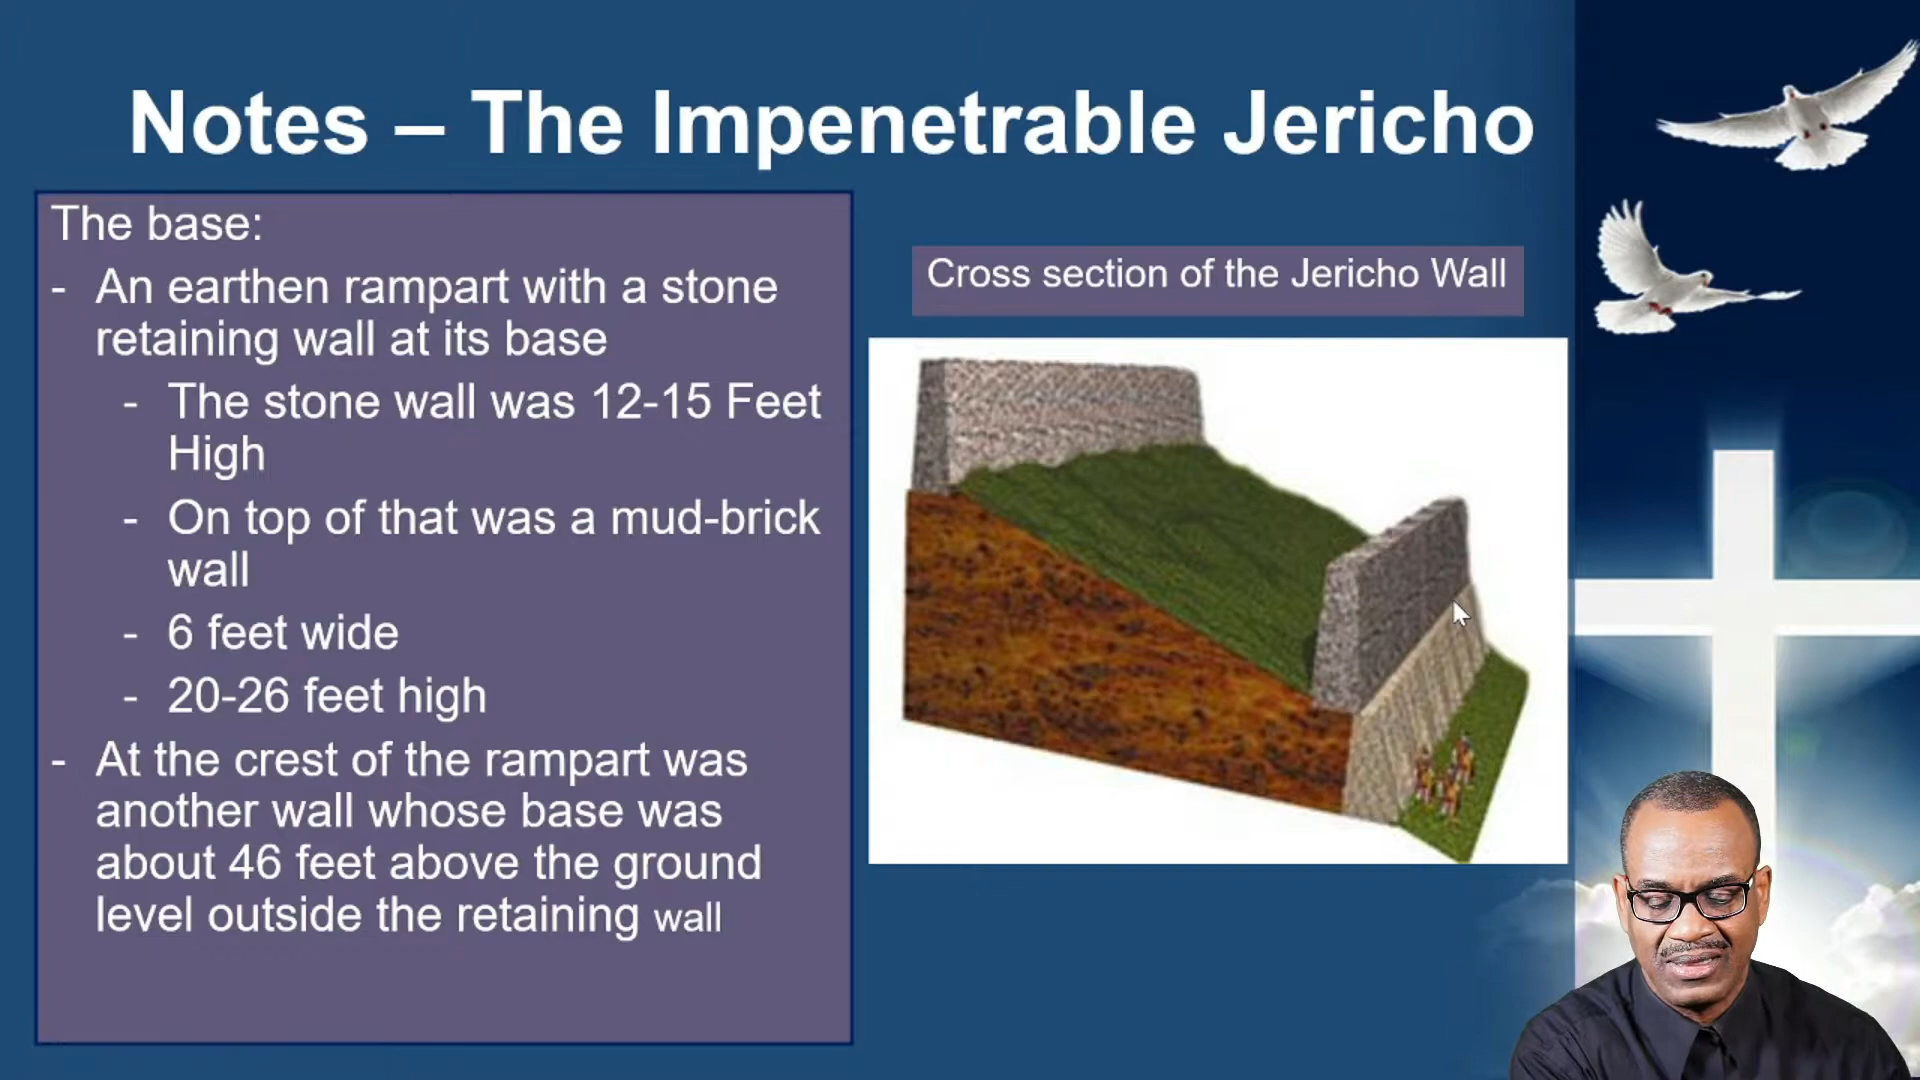 Notes – The Impenetrable Jericho
The base:
- An earthen rampart with a stone
retaining wall at its base
- The stone wall was 12-15 Feet
High
- On top of that was a mud-brick
wall
- 6 feet wide
- 20-26 feet high
- At the crest of the rampart was
another wall whose base was
about 46 feet above the ground
level outside the retaining wall
Cross section of the Jericho Wall